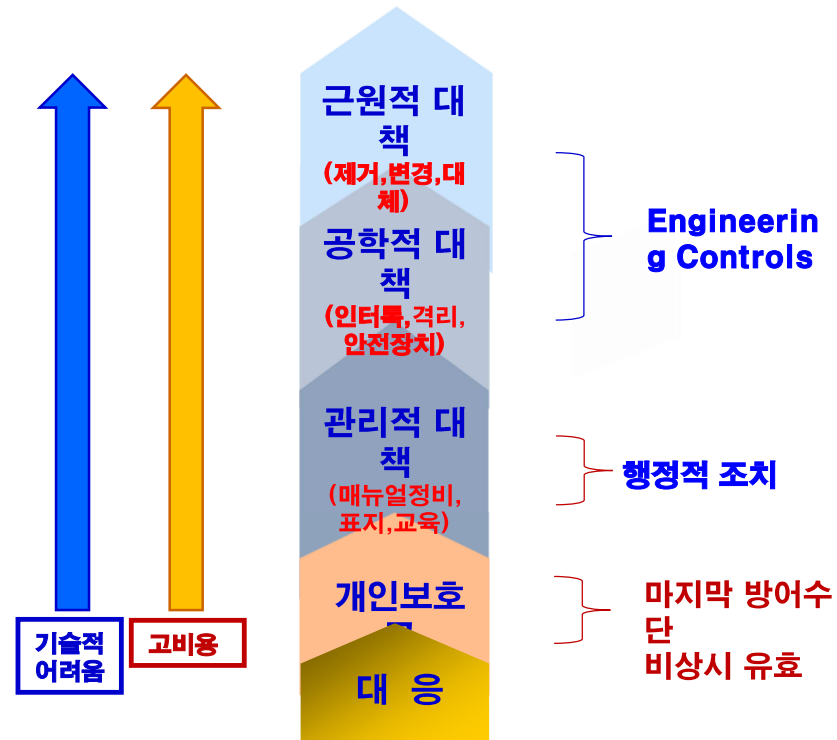 근원적 대
책
(제거,변경,대
체)
공학적 대
책
(인터록,격리,
안전장치)
관리적 대
책
(매뉴얼정비,
표지,교육)
개인보호
대 응
Engineerin
g Controls
행정적 조치
마지막 방어수
단
비상시 유효
기술적
어려움
고비용